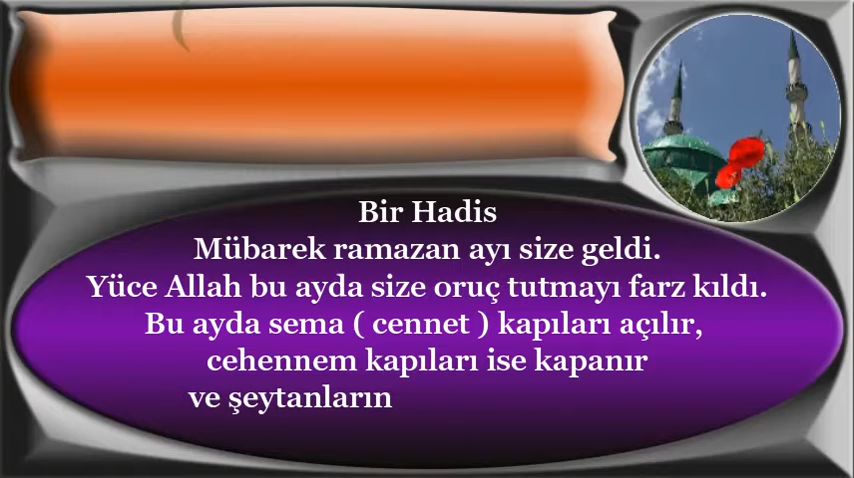 Bir Hadis
Mübarek ramazan ayı size geldi.
Yüce Allah bu ayda size oruç tutmayı farz kıldı.
Bu ayda sema ( cennet ) kapıları açılır,
cehennem kapıları ise kapanır
ve şeytanların